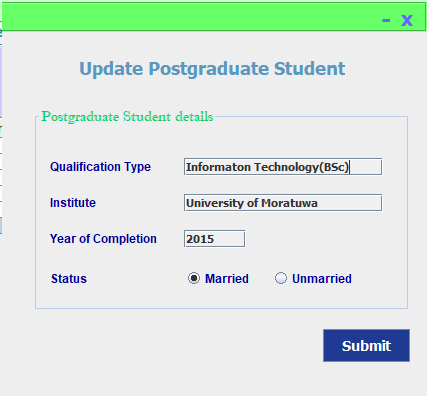 - x
Update Postgraduate Student
Postgraduate Student details
Qualification Type Informaton Technology(BSc)
Institute University of Moratuwa
Year of Completion 2015
Status Married Unmarried
Submit